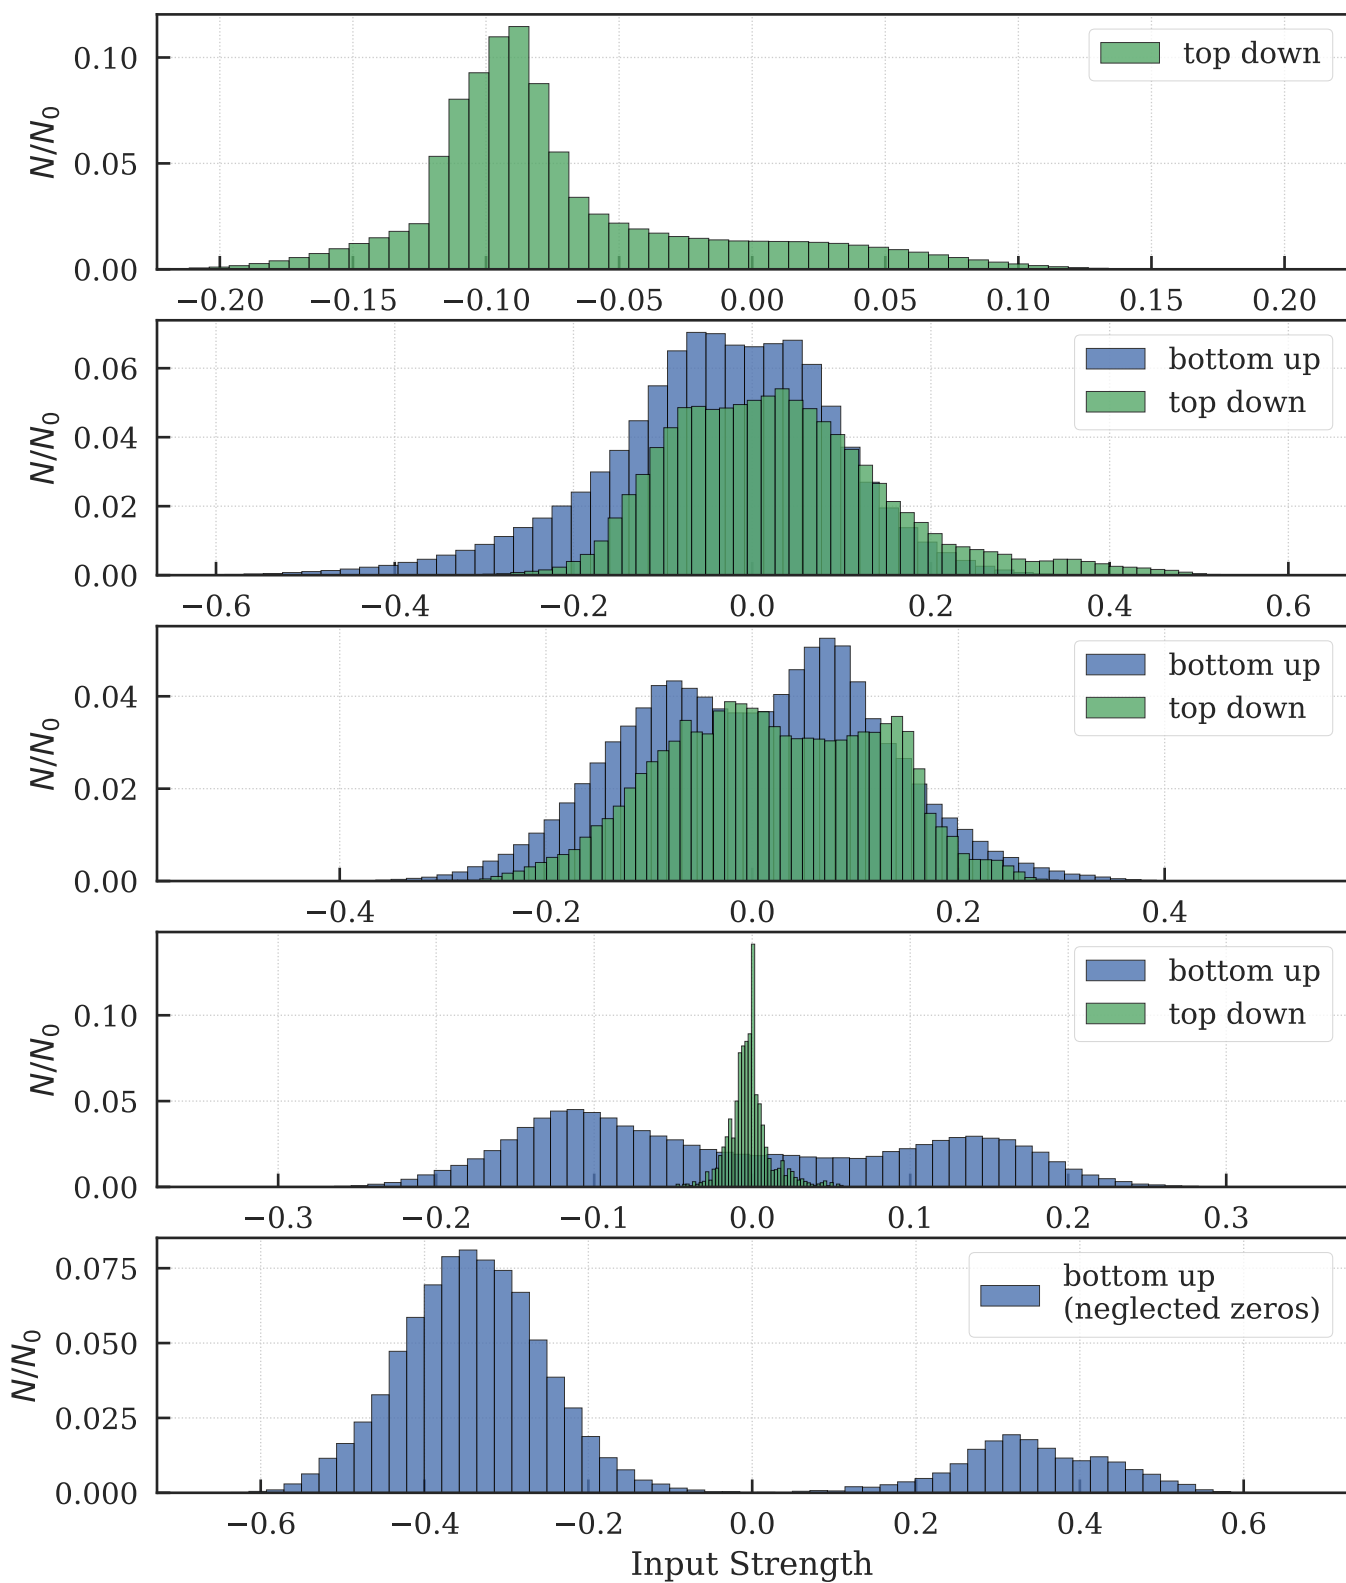 top down
N/N₀
0.10
0.05
0.00
−0.20 −0.15 −0.10 −0.05 0.00 0.05 0.10 0.15 0.20
bottom up
top down
N/N₀
0.06
0.04
0.02
0.00
−0.6 −0.4 −0.2 0.0 0.2 0.4 0.6
bottom up
top down
N/N₀
0.04
0.02
0.00
−0.4 −0.2 0.0 0.2 0.4
bottom up
top down
N/N₀
0.10
0.05
0.00
−0.3 −0.2 −0.1 0.0 0.1 0.2 0.3
bottom up
(neglected zeros)
N/N₀
0.075
0.050
0.025
0.000
−0.6 −0.4 −0.2 0.0 0.2 0.4 0.6
Input Strength